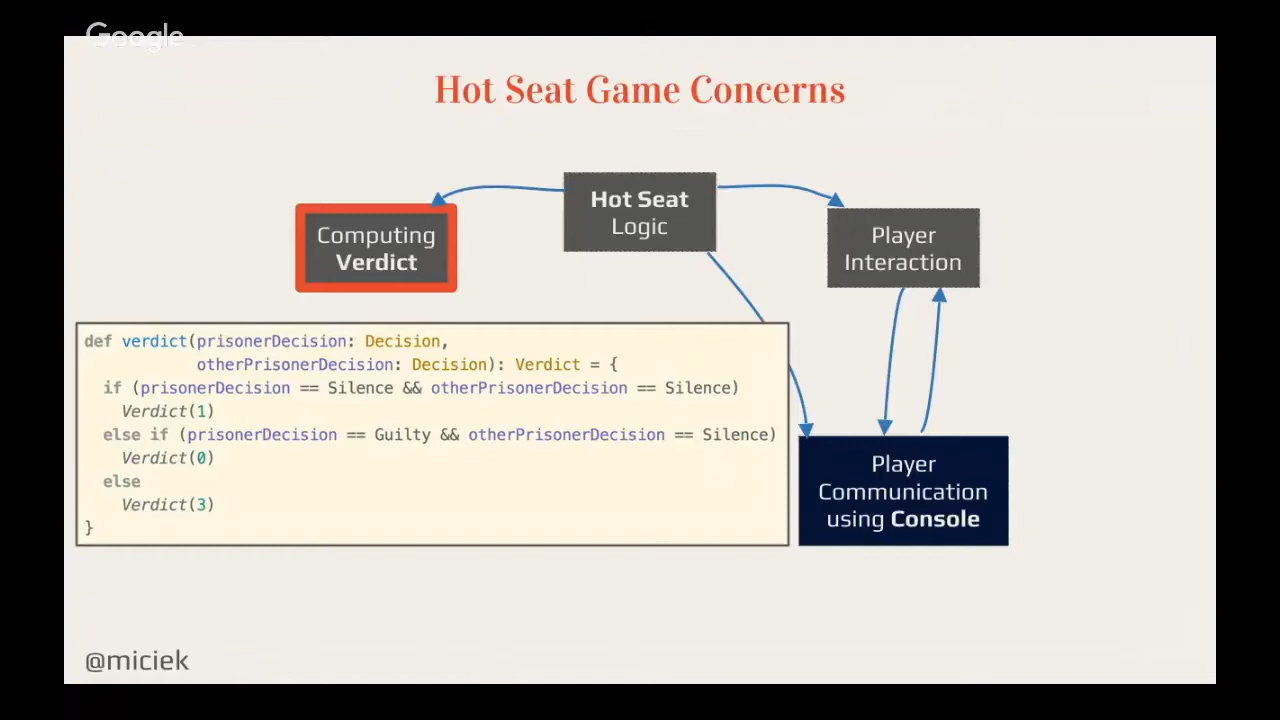 Google
Hot Seat Game Concerns
Hot Seat
Logic
Computing
Verdict
Player
Interaction
def verdict(prisonerDecision: Decision,
otherPrisonerDecision: Decision): Verdict = {
if (prisonerDecision == Silence && otherPrisonerDecision == Silence)
Verdict(1)
else if (prisonerDecision == Guilty && otherPrisonerDecision == Silence)
Verdict(0)
else
Verdict(3)
}
Player
Communication
using Console
@miciek